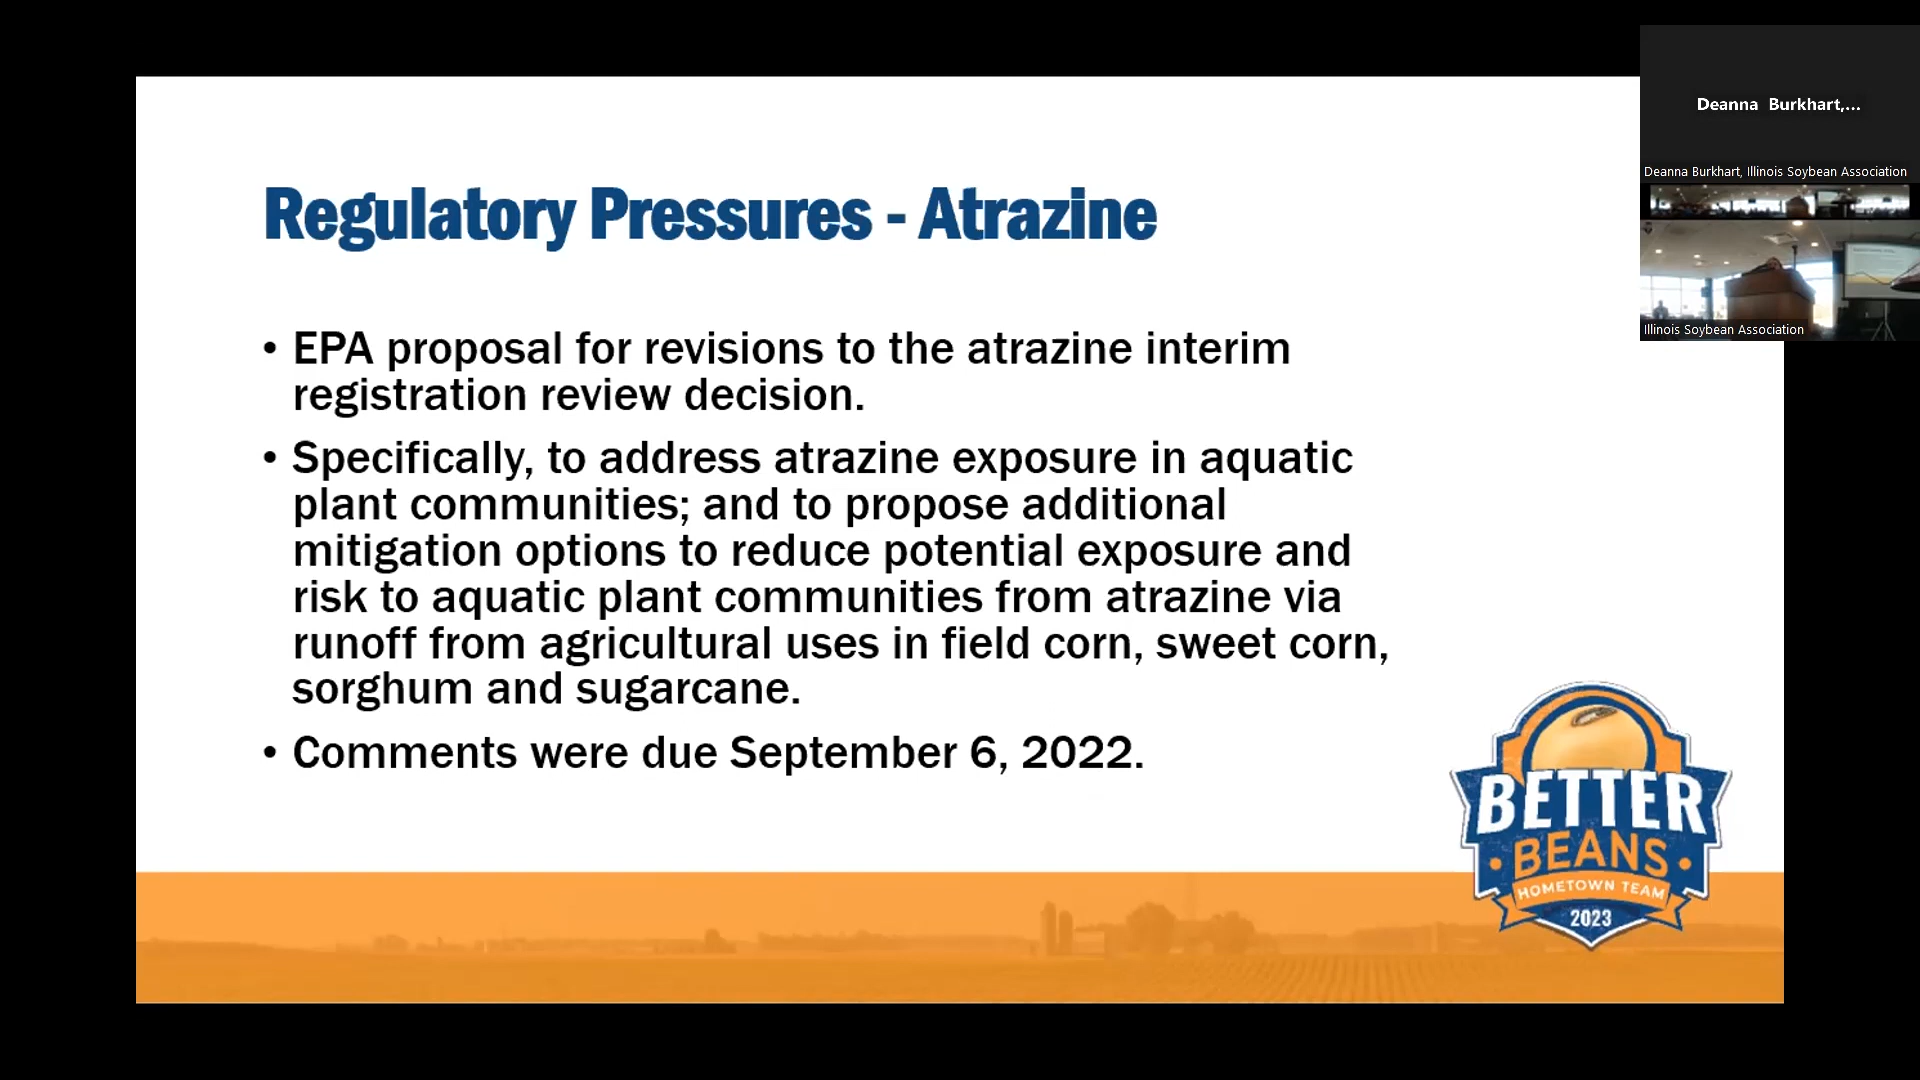 Deanna Burkhart,...
Deanna Burkhart, Illinois Soybean Association
Illinois Soybean Association
Regulatory Pressures - Atrazine
• EPA proposal for revisions to the atrazine interim
registration review decision.
• Specifically, to address atrazine exposure in aquatic
plant communities; and to propose additional
mitigation options to reduce potential exposure and
risk to aquatic plant communities from atrazine via
runoff from agricultural uses in field corn, sweet corn,
sorghum and sugarcane.
• Comments were due September 6, 2022.
BETTER
BEANS
HOMETOWN TEAM
2023